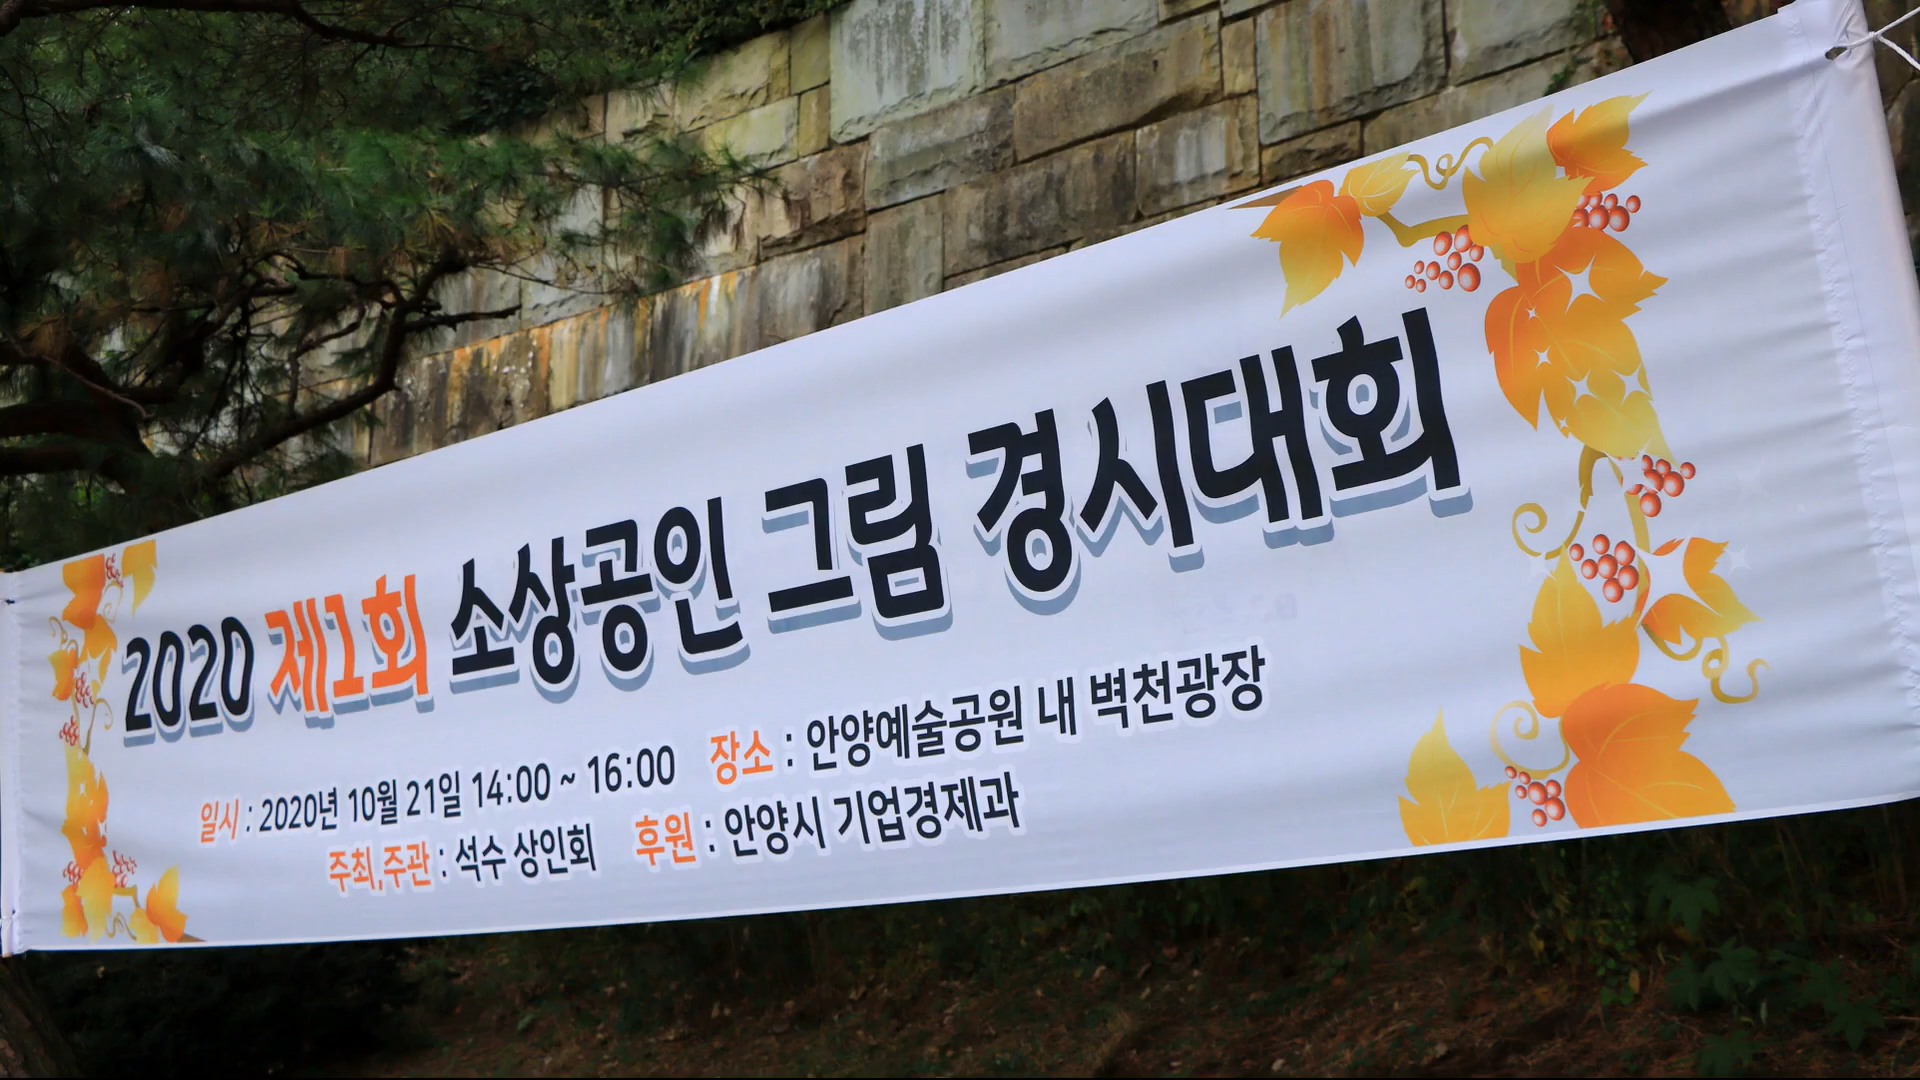 2020 제1회 소상공인 그림 경시대회
일시 : 2020년 10월 21일 14:00 ~ 16:00 장소 : 안양예술공원 내 벽천광장
주최,주관 : 석수 상인회 후원 : 안양시 기업경제과